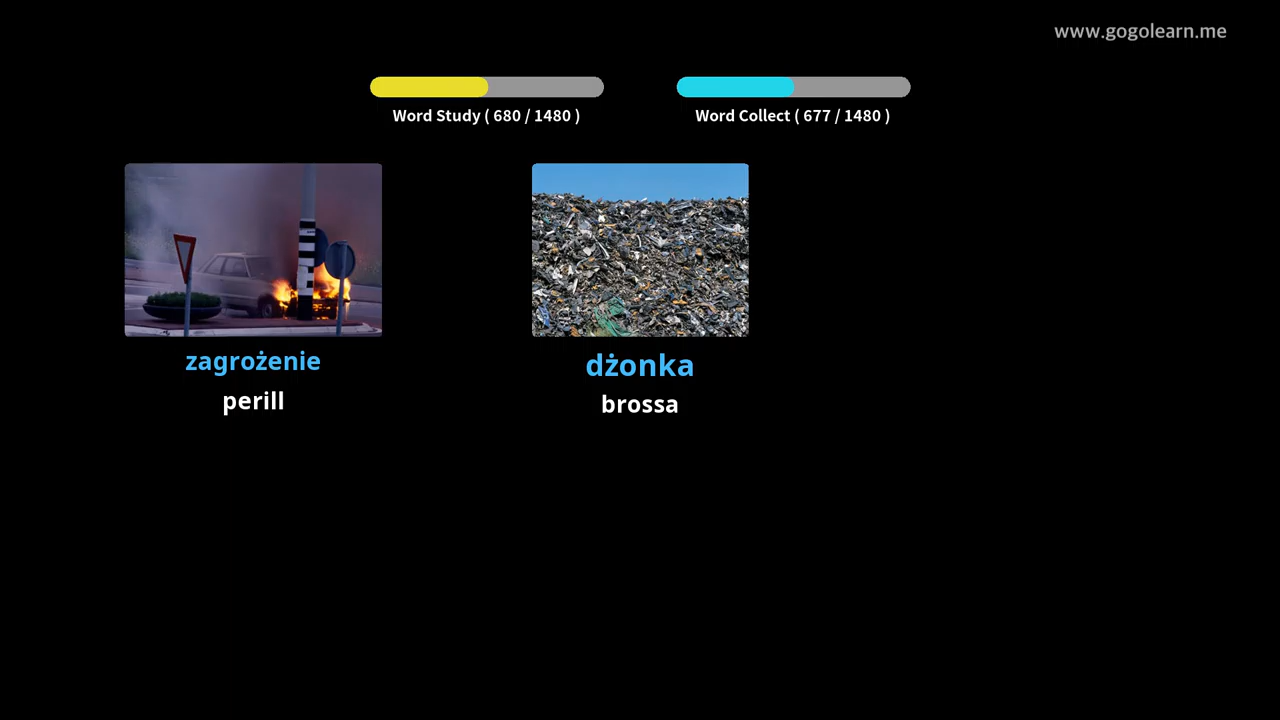 www.gogolearn.me
Word Study ( 680 / 1480 )
Word Collect ( 677 / 1480 )
zagrożenie
perill
dżonka
brossa